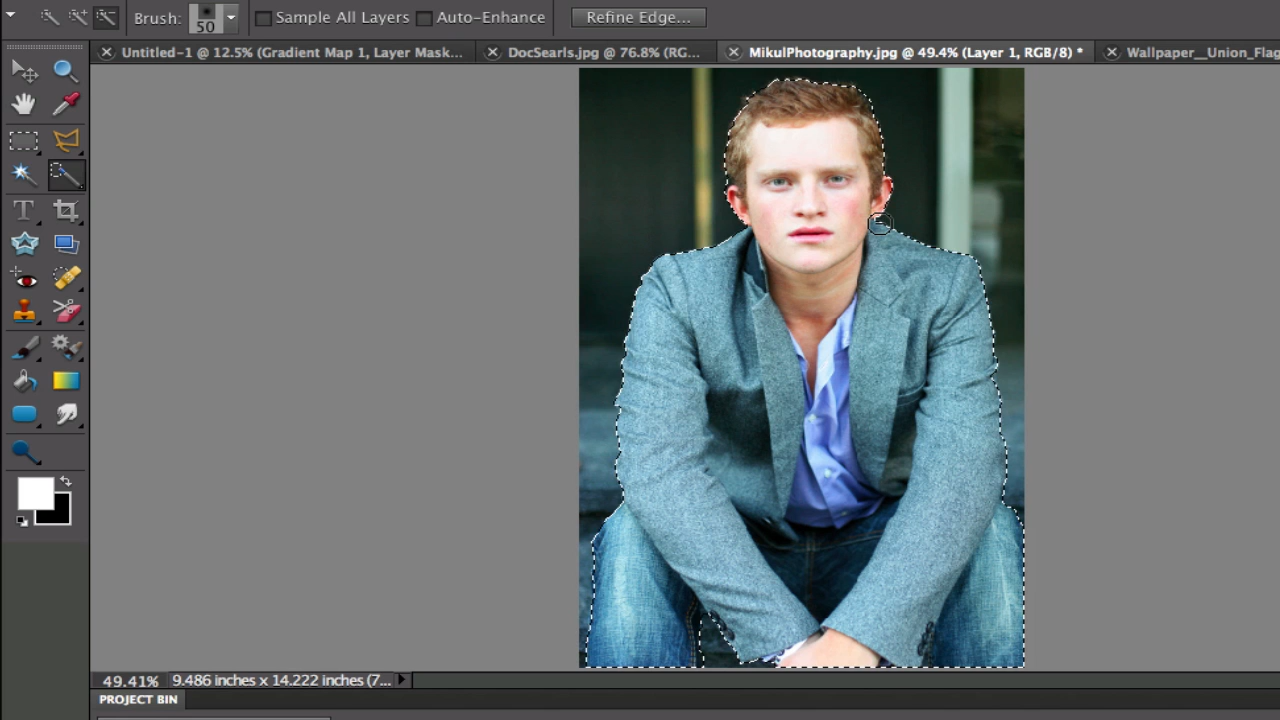 Brush: 50 Sample All Layers Auto-Enhance Refine Edge...
Untitled-1 @ 12.5% (Gradient Map 1, Layer Mask... DocSearls.jpg @ 76.8% (RG... MikulPhotography.jpg @ 49.4% (Layer 1, RGB/8) * Wallpaper__Union_Flag
T
49.41% 9.486 inches x 14.222 inches (7...
PROJECT BIN